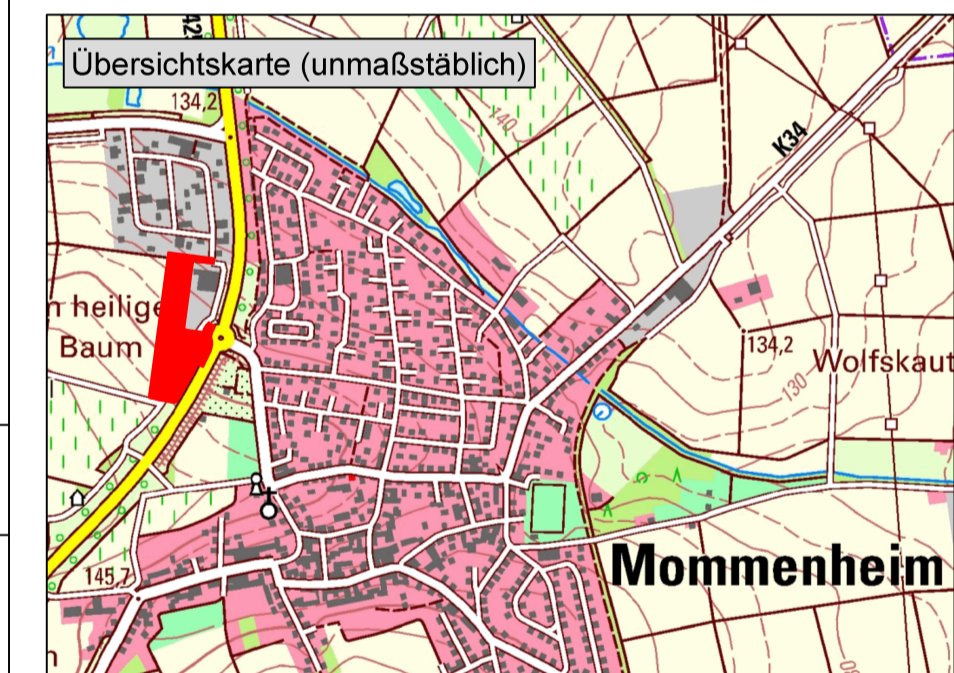 Übersichtskarte (unmaßstäblich)
134,2
140
K34
heilige
Baum
134,2
Wolfskaut
130
Mommenheim
145,7